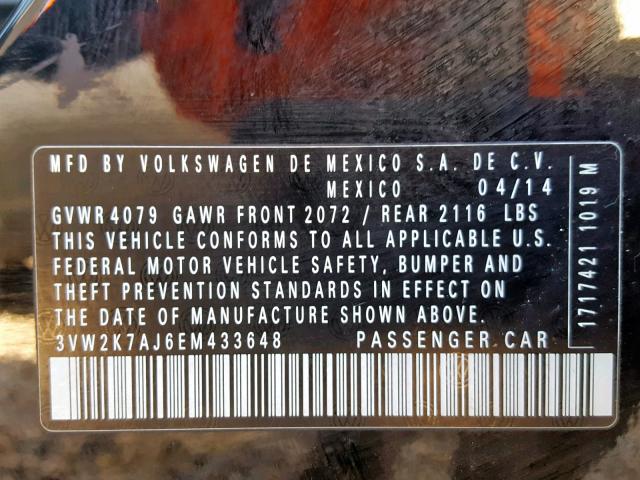 MFD BY VOLKSWAGEN DE MEXICO S.A. DE C.V.
MEXICO 04/14
GVWR 4079 GAWR FRONT 2072 / REAR 2116 LBS
THIS VEHICLE CONFORMS TO ALL APPLICABLE U.S.
FEDERAL MOTOR VEHICLE SAFETY, BUMPER AND
THEFT PREVENTION STANDARDS IN EFFECT ON
THE DATE OF MANUFACTURE SHOWN ABOVE.
3VW2K7AJ6EM433648 PASSENGER CAR
1717421 1019 M